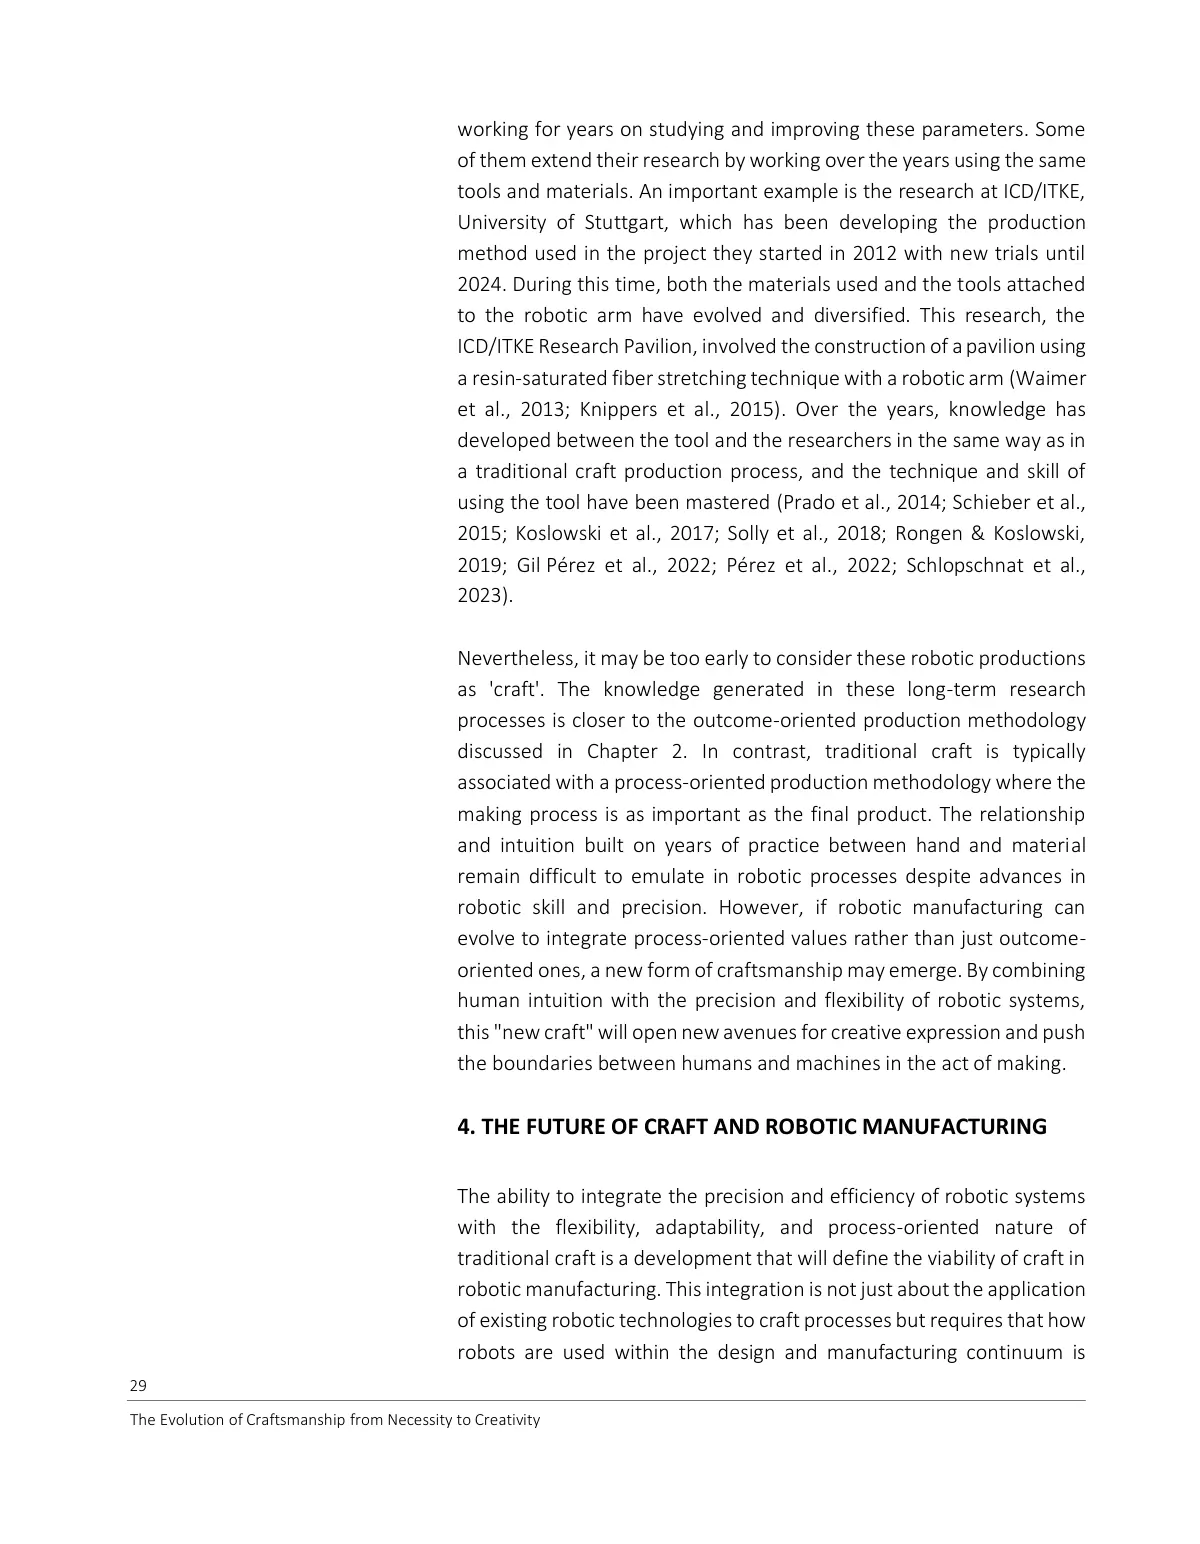 working for years on studying and improving these parameters. Some
of them extend their research by working over the years using the same
tools and materials. An important example is the research at ICD/ITKE,
University of Stuttgart, which has been developing the production
method used in the project they started in 2012 with new trials until
2024. During this time, both the materials used and the tools attached
to the robotic arm have evolved and diversified. This research, the
ICD/ITKE Research Pavilion, involved the construction of a pavilion using
a resin-saturated fiber stretching technique with a robotic arm (Waimer
et al., 2013; Knippers et al., 2015). Over the years, knowledge has
developed between the tool and the researchers in the same way as in
a traditional craft production process, and the technique and skill of
using the tool have been mastered (Prado et al., 2014; Schieber et al.,
2015; Koslowski et al., 2017; Solly et al., 2018; Rongen & Koslowski,
2019; Gil Pérez et al., 2022; Pérez et al., 2022; Schlopschnat et al.,
2023).
Nevertheless, it may be too early to consider these robotic productions
as 'craft'. The knowledge generated in these long-term research
processes is closer to the outcome-oriented production methodology
discussed in Chapter 2. In contrast, traditional craft is typically
associated with a process-oriented production methodology where the
making process is as important as the final product. The relationship
and intuition built on years of practice between hand and material
remain difficult to emulate in robotic processes despite advances in
robotic skill and precision. However, if robotic manufacturing can
evolve to integrate process-oriented values rather than just outcome-
oriented ones, a new form of craftsmanship may emerge. By combining
human intuition with the precision and flexibility of robotic systems,
this "new craft" will open new avenues for creative expression and push
the boundaries between humans and machines in the act of making.
4. THE FUTURE OF CRAFT AND ROBOTIC MANUFACTURING
The ability to integrate the precision and efficiency of robotic systems
with the flexibility, adaptability, and process-oriented nature of
traditional craft is a development that will define the viability of craft in
robotic manufacturing. This integration is not just about the application
of existing robotic technologies to craft processes but requires that how
robots are used within the design and manufacturing continuum is
29
The Evolution of Craftsmanship from Necessity to Creativity